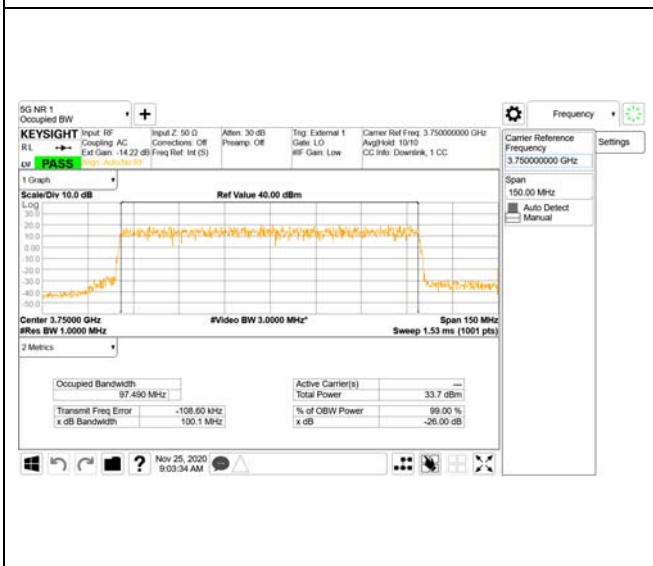 5G NR 1
Occupied BW
+
Frequency
KEYSIGHT Input: RF Input Z: 50 Ω Atten: 30 dB Trig: External 1 Carrier Ref Freq: 3.750000000 GHz
RL Coupling: AC Corrections: Off Preamp: Off Gate: LO Avg|Hold: 10/10
Ext Gain: -14.22 dB Freq Ref: Int (S) #IF Gain: Low CC Info: Downlink, 1 CC
PASS Align: Auto/No RF
Carrier Reference
Frequency
3.750000000 GHz
Settings
Span
150.00 MHz
Auto Detect
Manual
1 Graph
Scale/Div 10.0 dB Ref Value 40.00 dBm
Log
30.0
20.0
10.0
0.00
-10.0
-20.0
-30.0
-40.0
-50.0
Center 3.75000 GHz #Video BW 3.0000 MHz* Span 150 MHz
#Res BW 1.0000 MHz Sweep 1.53 ms (1001 pts)
2 Metrics
Occupied Bandwidth Active Carrier(s) ---
97.490 MHz Total Power 33.7 dBm
Transmit Freq Error -108.60 kHz % of OBW Power 99.00 %
x dB Bandwidth 100.1 MHz x dB -26.00 dB
? Nov 25, 2020
9:03:34 AM